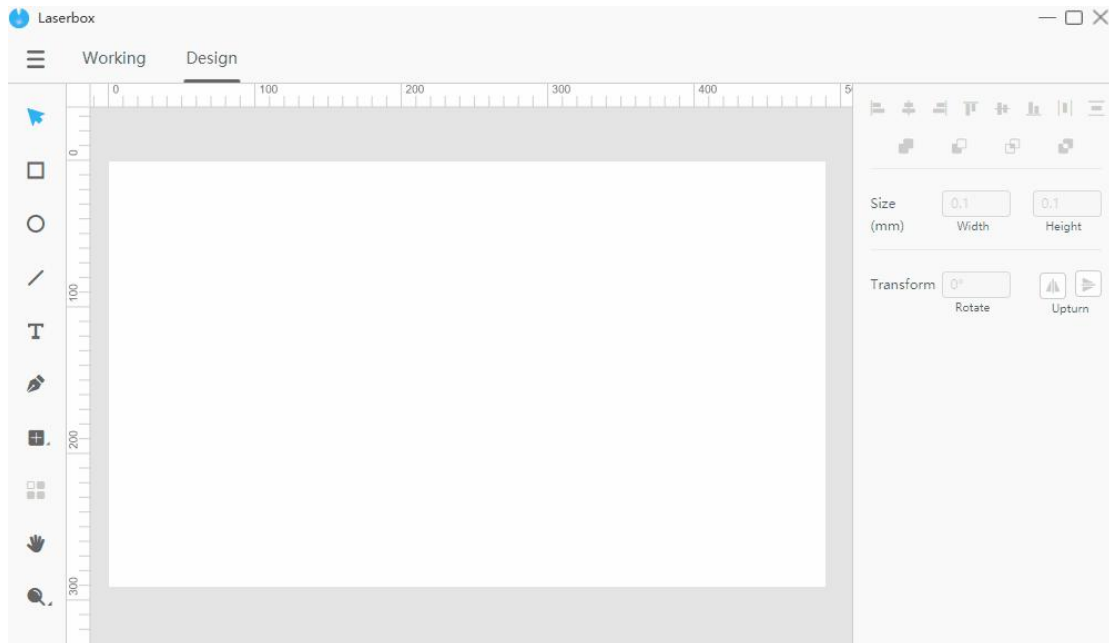 Laserbox
Working Design
0 100 200 300 400 5
0
100
200
300
T
Size (mm) 0.1 0.1
Width Height
Transform 0°
Rotate Upturn